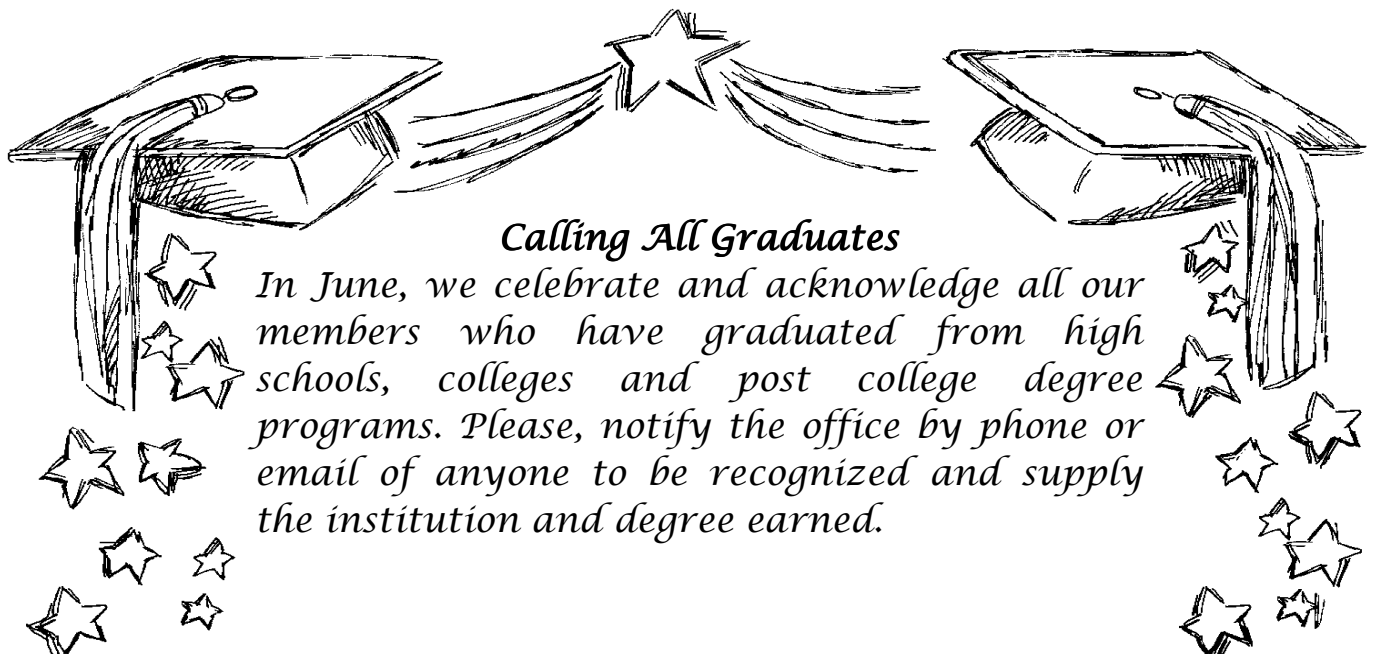 Calling All Graduates
In June, we celebrate and acknowledge all our
members who have graduated from high
schools, colleges and post college degree
programs. Please, notify the office by phone or
email of anyone to be recognized and supply
the institution and degree earned.